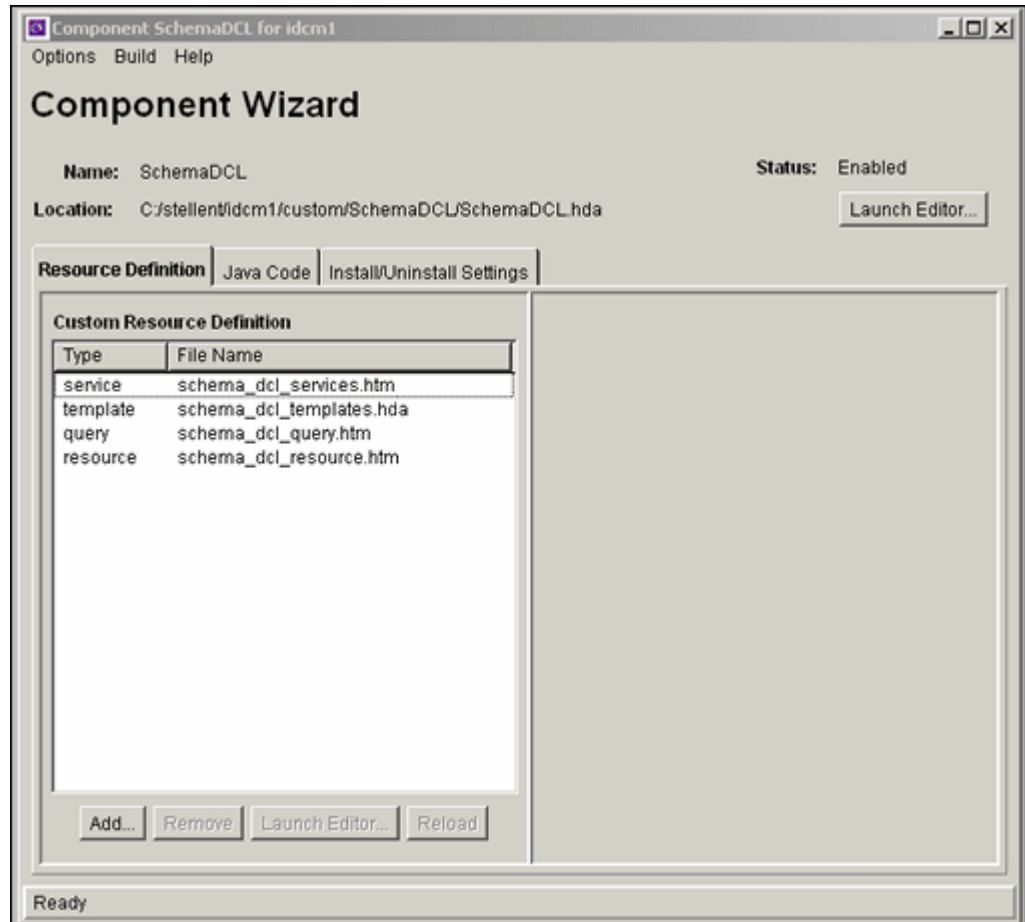 Component SchemaDCL for idcm1
Options Build Help
Component Wizard
Name: SchemaDCL Status: Enabled
Location: C:/stellent/idcm1/custom/SchemaDCL/SchemaDCL.hda Launch Editor...
Resource Definition Java Code Install/Uninstall Settings
Custom Resource Definition
Type File Name
service schema_dcl_services.htm
template schema_dcl_templates.hda
query schema_dcl_query.htm
resource schema_dcl_resource.htm
Add... Remove Launch Editor... Reload
Ready